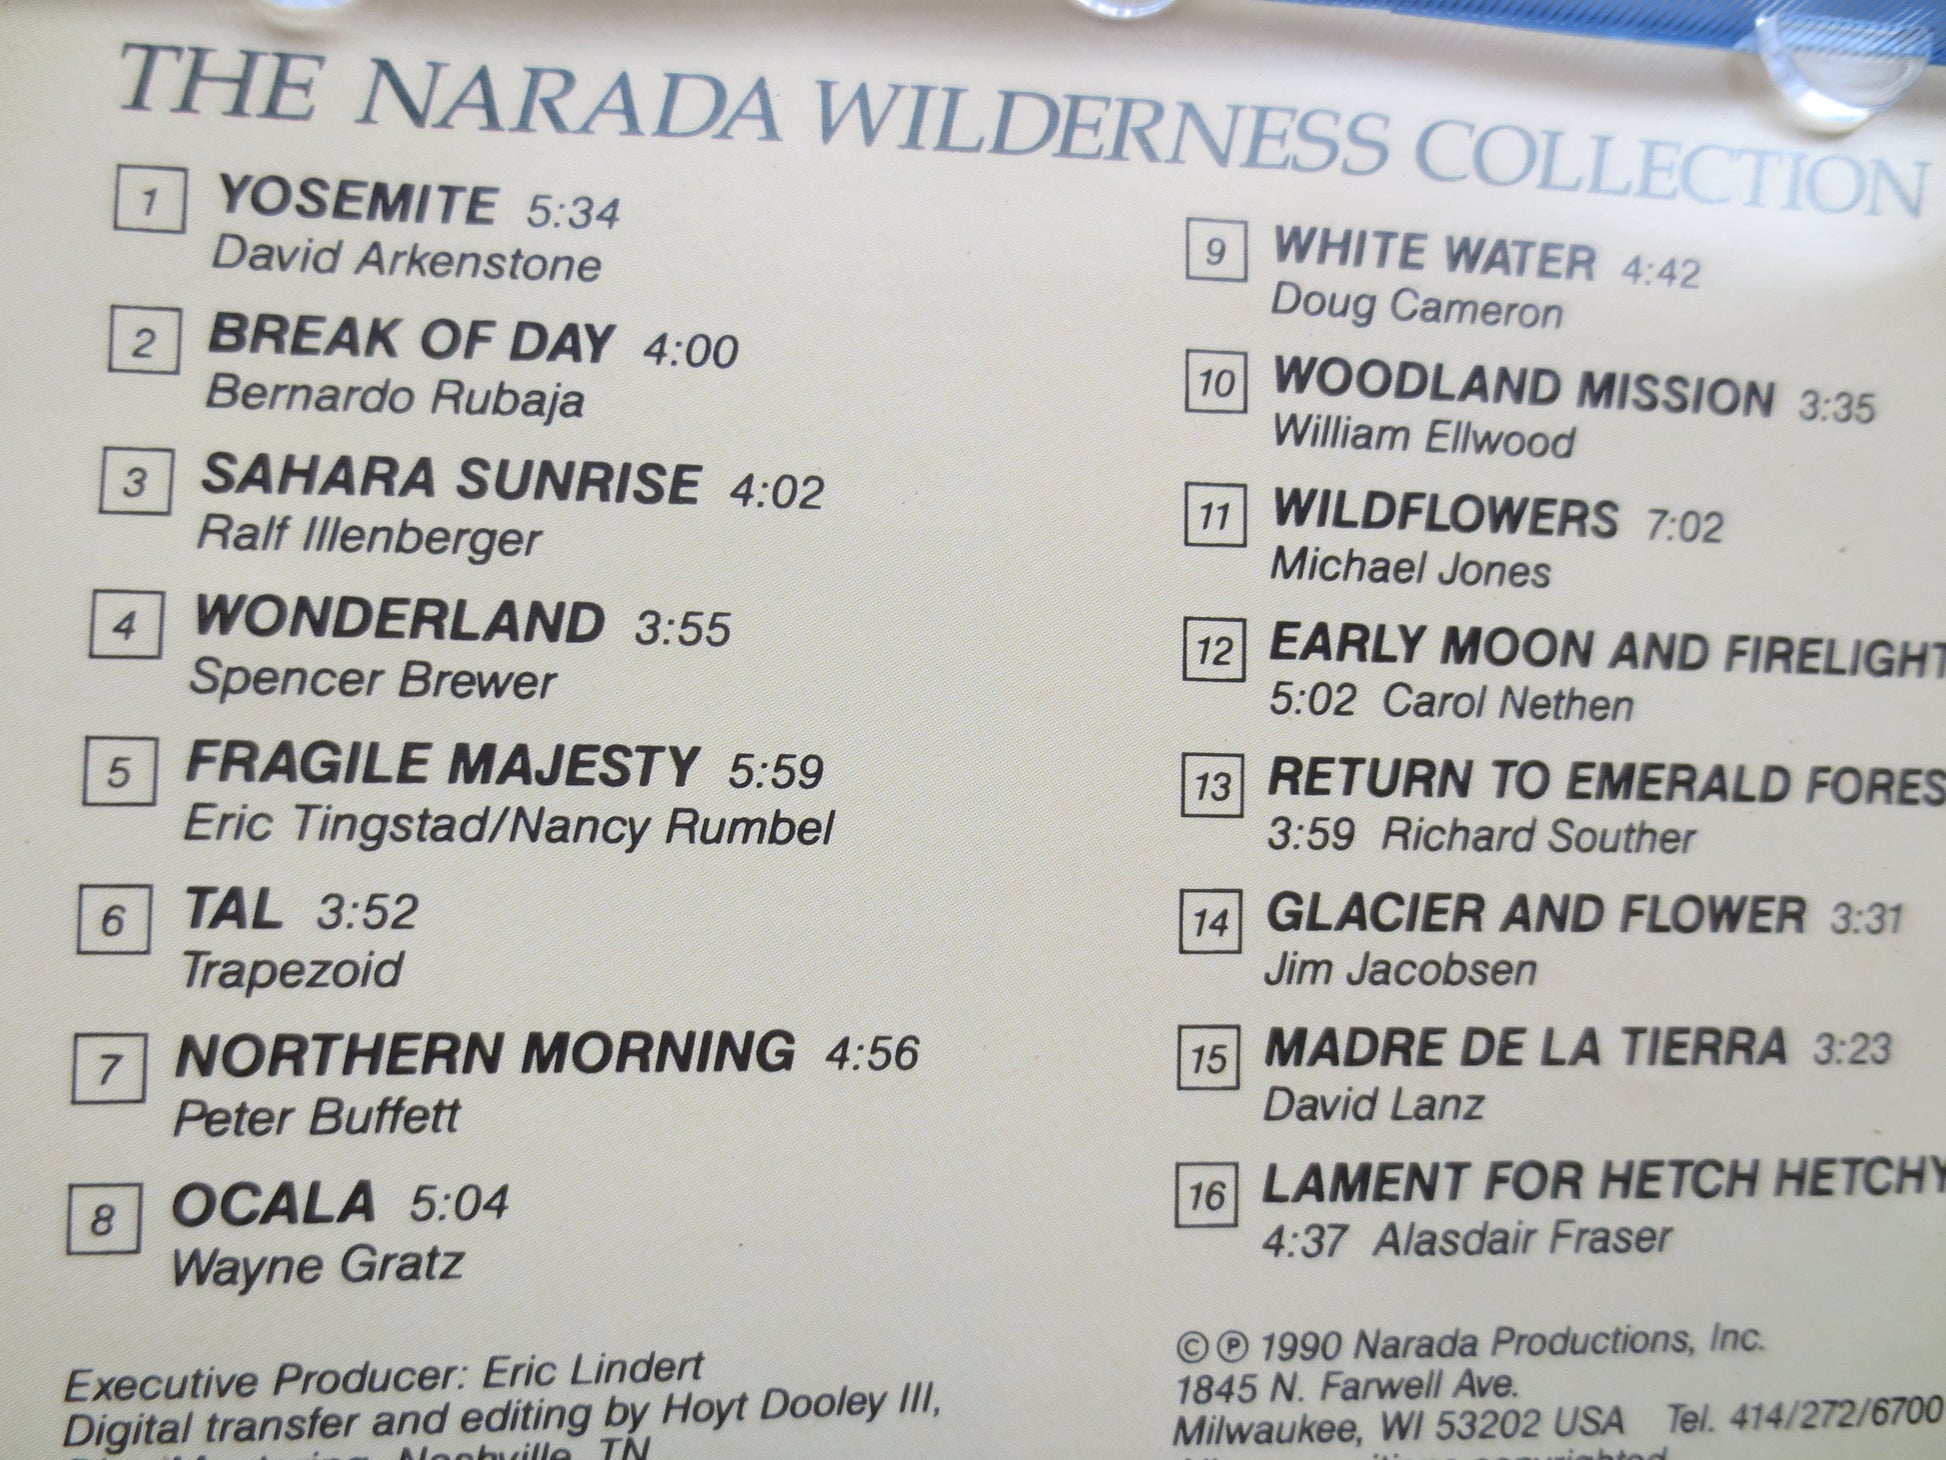 THE NARADA WILDERNESS COLLECTION
1 YOSEMITE 5:34
David Arkenstone
2 BREAK OF DAY 4:00
Bernardo Rubaja
3 SAHARA SUNRISE 4:02
Ralf Illenberger
4 WONDERLAND 3:55
Spencer Brewer
5 FRAGILE MAJESTY 5:59
Eric Tingstad/Nancy Rumbel
6 TAL 3:52
Trapezoid
7 NORTHERN MORNING 4:56
Peter Buffett
8 OCALA 5:04
Wayne Gratz
Executive Producer: Eric Lindert
Digital transfer and editing by Hoyt Dooley III,
Nashville, TN
9 WHITE WATER 4:42
Doug Cameron
10 WOODLAND MISSION 3:35
William Ellwood
11 WILDFLOWERS 7:02
Michael Jones
12 EARLY MOON AND FIRELIGHT
5:02 Carol Nethen
13 RETURN TO EMERALD FORES
3:59 Richard Souther
14 GLACIER AND FLOWER 3:31
Jim Jacobsen
15 MADRE DE LA TIERRA 3:23
David Lanz
16 LAMENT FOR HETCH HETCHY
4:37 Alasdair Fraser
© ℗ 1990 Narada Productions, Inc.
1845 N. Farwell Ave.
Milwaukee, WI 53202 USA Tel. 414/272/6700